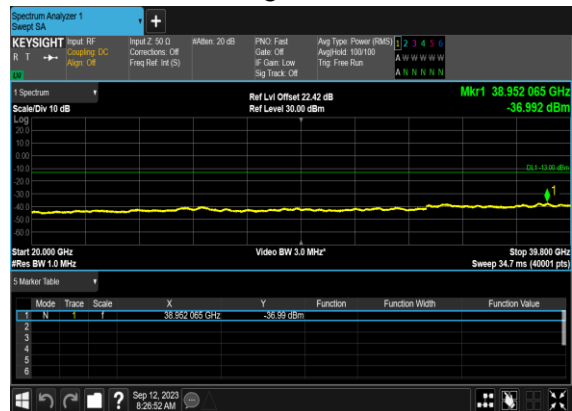 Spectrum Analyzer 1
Swept SA
KEYSIGHT Input: RF Input Z: 50 Ω #Atten: 20 dB PNO: Fast Avg Type: Power (RMS) 1 2 3 4 5 6
R T Coupling: DC Corrections: Off Gate: Off Avg|Hold: 100/100 A W W W W W
Align: Off Freq Ref: Int (S) IF Gain: Low Trig: Free Run
LW Sig Track: Off A N N N N N
1 Spectrum Ref Lvl Offset 22.42 dB Mkr1 38.952 065 GHz
Scale/Div 10 dB Ref Level 30.00 dBm -36.992 dBm
Log
20.0
10.0
0.00
-10.0 DL1 -13.00 dBm
-20.0
-30.0 1
-40.0
-50.0
-60.0
Start 20.000 GHz Video BW 3.0 MHz* Stop 39.800 GHz
#Res BW 1.0 MHz Sweep 34.7 ms (40001 pts)
5 Marker Table
Mode Trace Scale X Y Function Function Width Function Value
1 N 1 f 38.952 065 GHz -36.99 dBm
2
3
4
5
6
? Sep 12, 2023
8:26:52 AM